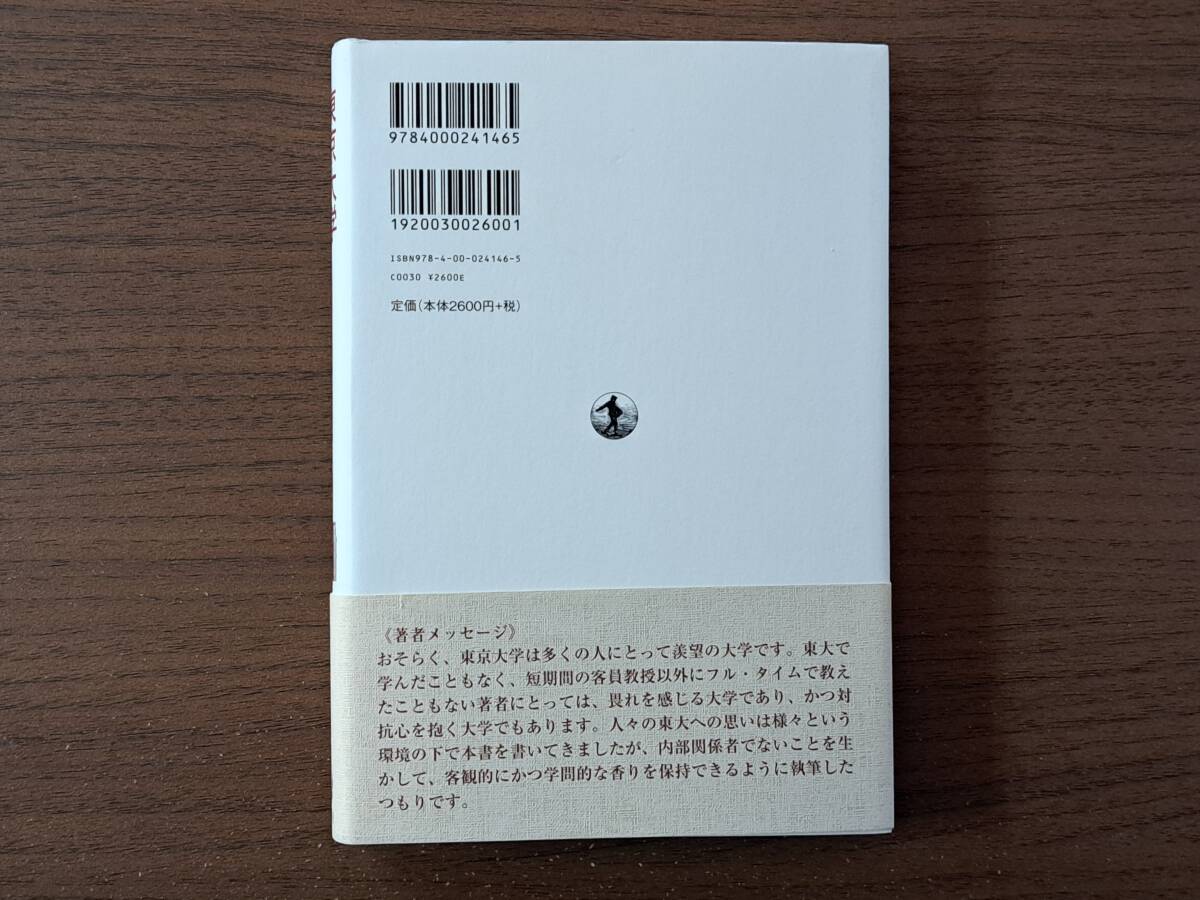 9784000241465
1920030026001
ISBN978-4-00-024146-5
C0030 ¥2600E
定価(本体2600円+税)
《著者メッセージ》
おそらく、東京大学は多くの人にとって羨望の大学です。東大で
学んだこともなく、短期間の客員教授以外にフル・タイムで教え
たこともない著者にとっては、畏れを感じる大学であり、かつ対
抗心を抱く大学でもあります。人々の東大への思いは様々という
環境の下で本書を書いてきましたが、内部関係者でないことを生
かして、客観的にかつ学問的な香りを保持できるように執筆した
つもりです。